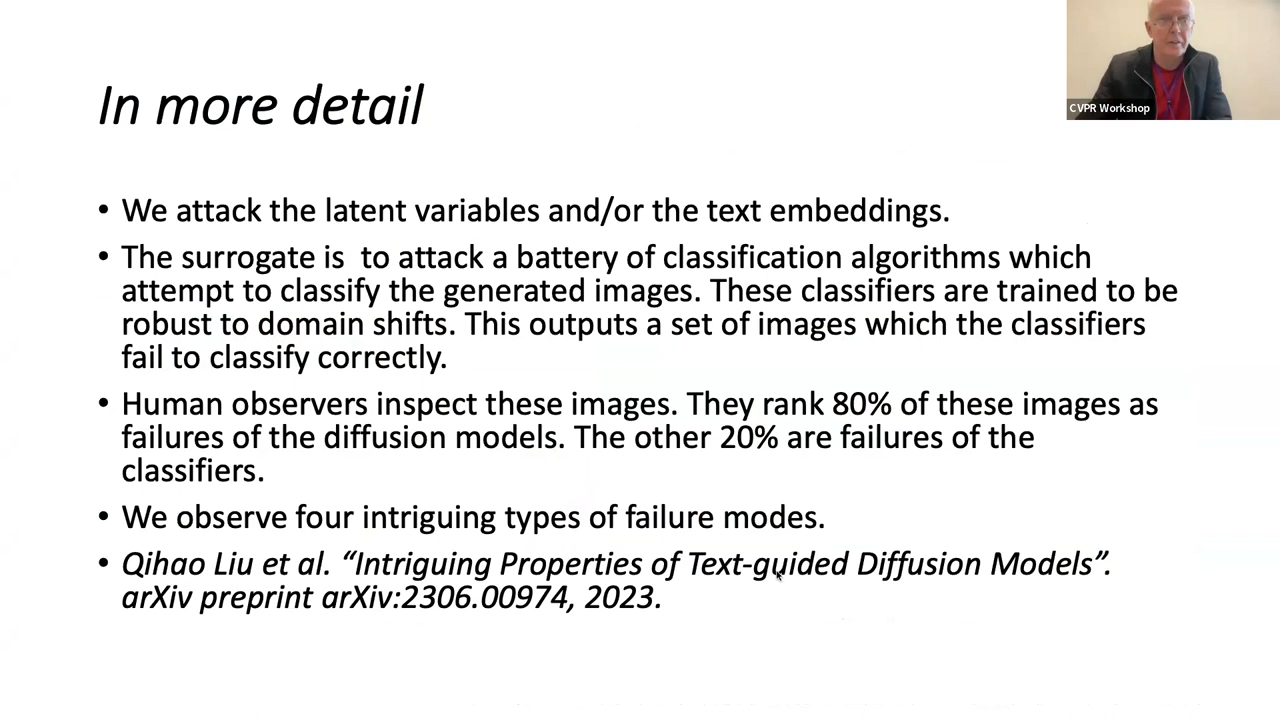 In more detail
CVPR Workshop
• We attack the latent variables and/or the text embeddings.
• The surrogate is  to attack a battery of classification algorithms which
attempt to classify the generated images. These classifiers are trained to be
robust to domain shifts. This outputs a set of images which the classifiers
fail to classify correctly.
• Human observers inspect these images. They rank 80% of these images as
failures of the diffusion models. The other 20% are failures of the
classifiers.
• We observe four intriguing types of failure modes.
• Qihao Liu et al. “Intriguing Properties of Text-guided Diffusion Models”.
arXiv preprint arXiv:2306.00974, 2023.